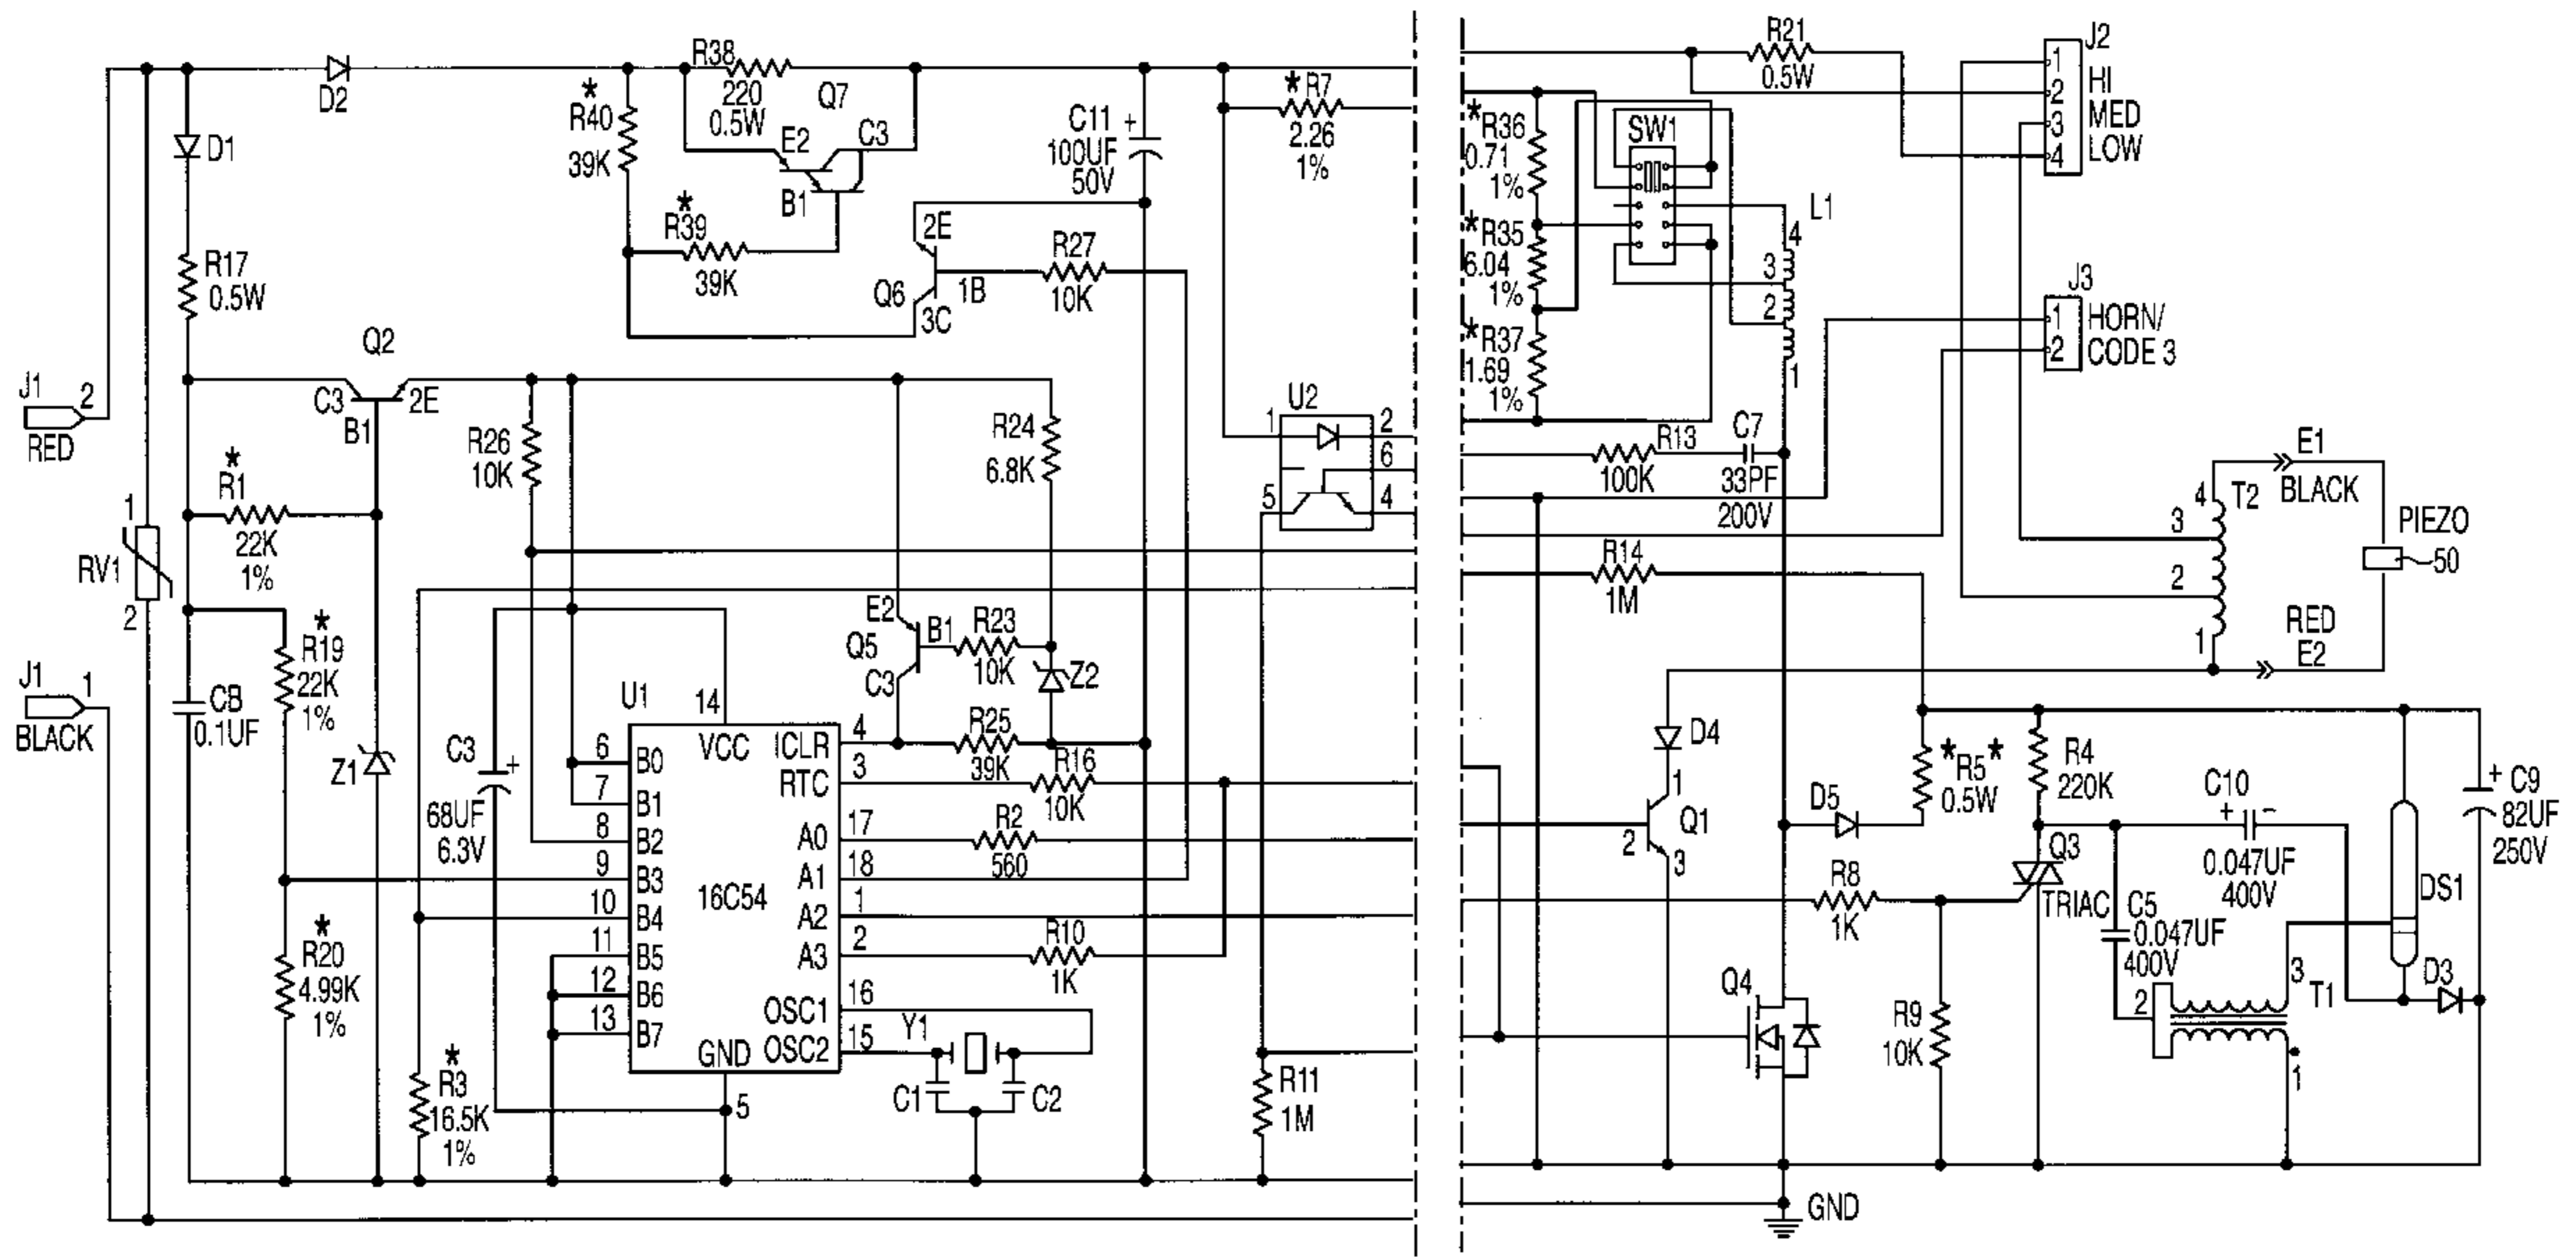 R38
220
0.5W
Q7
D2
* R40
39K
E2
C3
B1
* R39
39K
C11 +
100UF
50V
* R7
2.26
1%
D1
R17
0.5W
2E
Q6
1B
3C
R27
10K
Q2
C3
2E
B1
J1
2
RED
* R1
22K
1%
R26
10K
R24
6.8K
U2
1
2
6
5
4
1
RV1
2
* R19
22K
1%
E2
Q5
B1
C3
R23
10K
Z2
J1
1
BLACK
C8
0.1UF
Z1
C3
+
68UF
6.3V
U1
14
VCC
ICLR
4
R25
39K
RTC
3
R16
10K
6
B0
7
B1
8
B2
9
B3
10
B4
11
B5
12
B6
13
B7
16C54
A0
17
R2
560
A1
18
A2
1
A3
2
R10
1K
OSC1
16
OSC2
15
GND
5
Y1
C1
C2
* R20
4.99K
1%
* R3
16.5K
1%
R11
1M
R21
0.5W
J2
1
HI
2
MED
3
LOW
4
* R36
0.71
1%
SW1
* R35
6.04
1%
L1
4
3
2
1
* R37
1.69
1%
J3
1
HORN/
2
CODE 3
R13
100K
C7
33PF
200V
R14
1M
E1
BLACK
4
T2
3
2
1
PIEZO
50
RED
E2
D4
1
Q1
2
3
D5
* R5 *
0.5W
R4
220K
C10
+ −
0.047UF
400V
+ C9
82UF
250V
Q3
TRIAC
C5
0.047UF
400V
DS1
R8
1K
Q4
R9
10K
2
3
T1
1
D3
GND